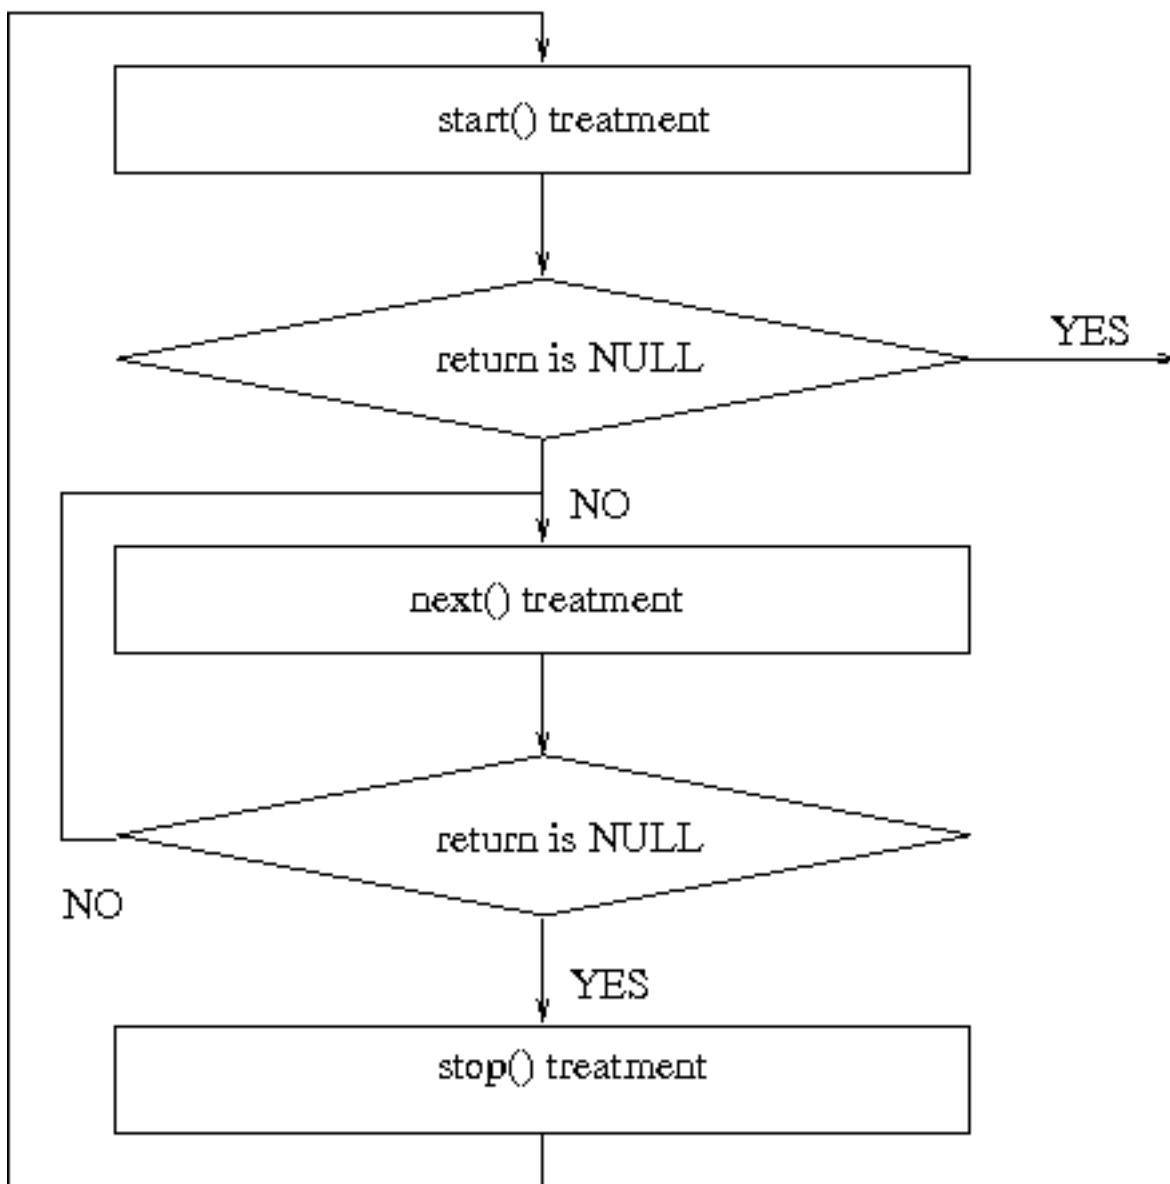 start() treatment
return is NULL
YES
NO
next() treatment
return is NULL
NO
YES
stop() treatment